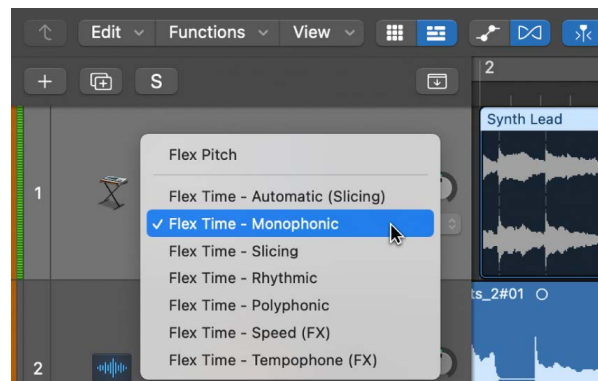 Edit Functions View
S
2
Synth Lead
Flex Pitch
1
Flex Time - Automatic (Slicing)
Flex Time - Monophonic
Flex Time - Slicing
Flex Time - Rhythmic
ts_2#01
Flex Time - Polyphonic
Flex Time - Speed (FX)
2
Flex Time - Tempophone (FX)